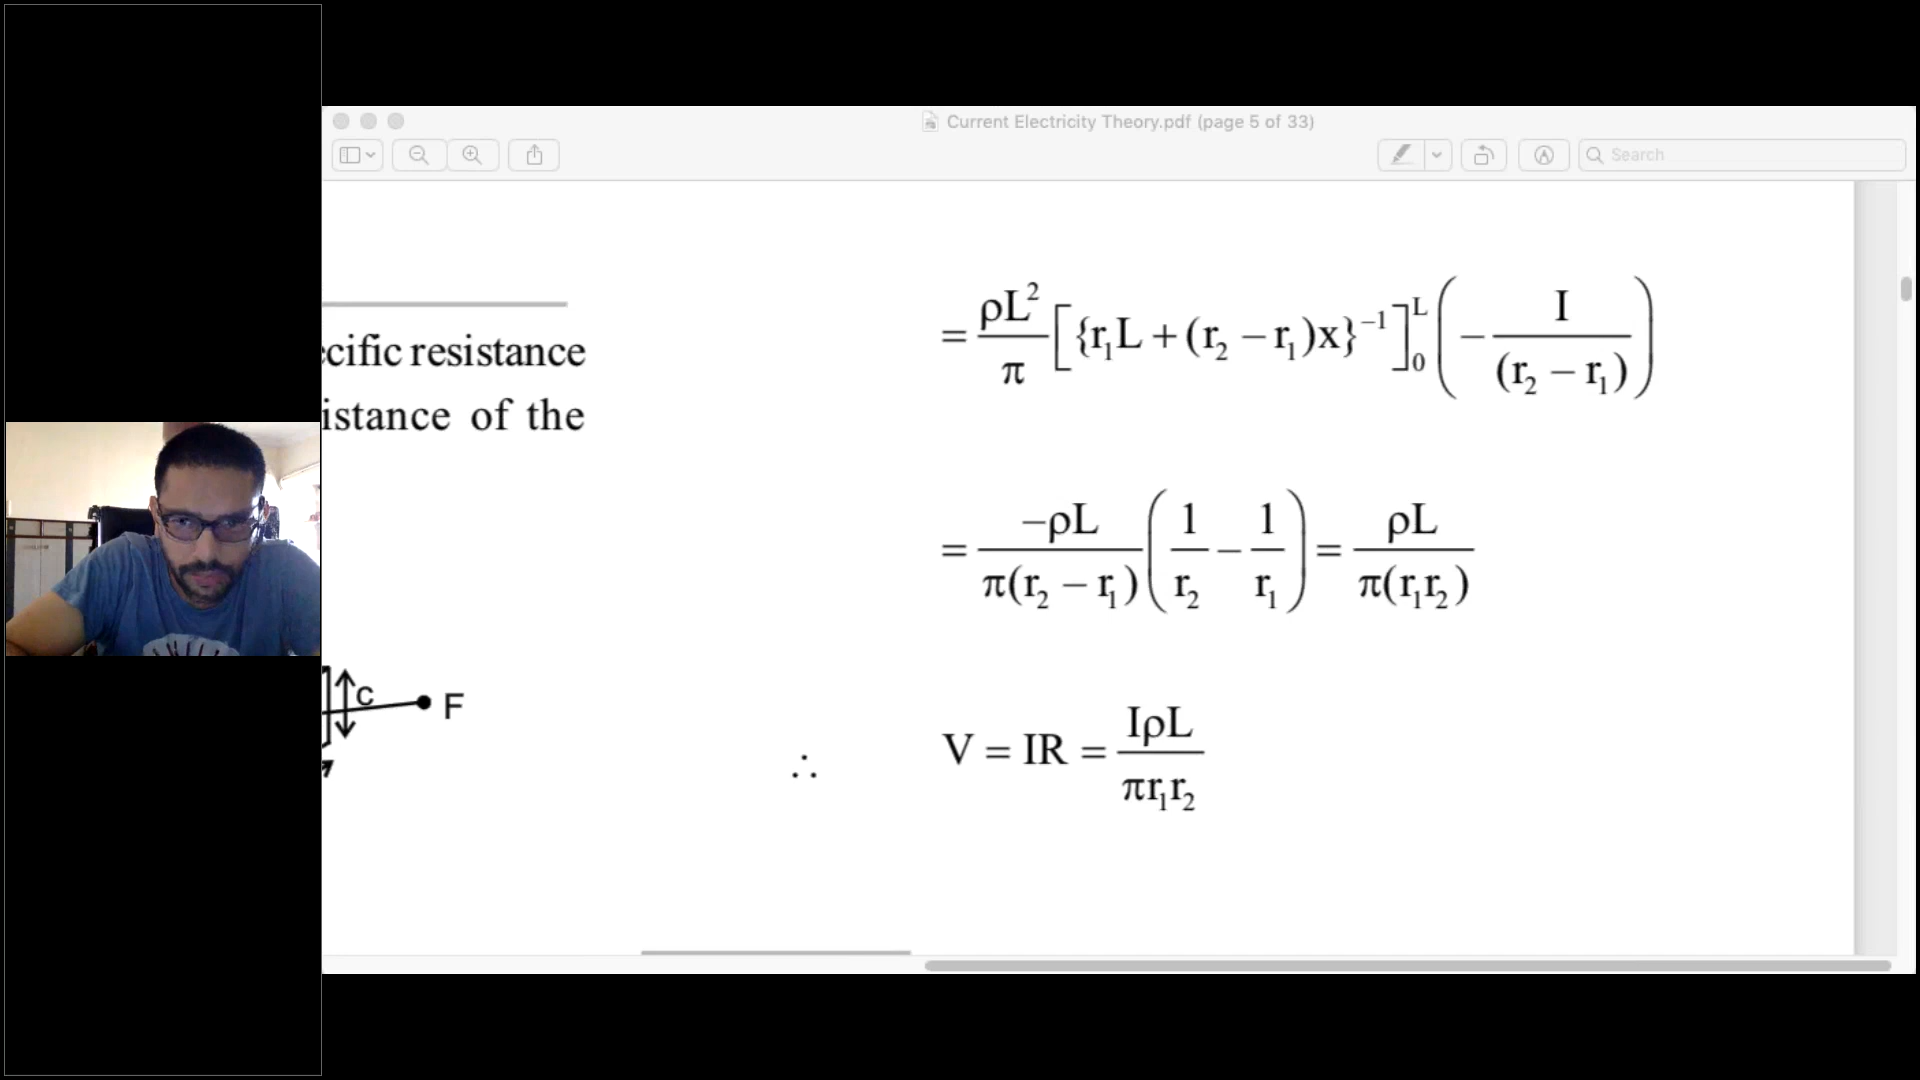 Current Electricity Theory.pdf (page 5 of 33)
Search
ecific resistance
istance of the
C
F
= ρL²/π [{r₁L + (r₂ − r₁)x}⁻¹]₀ᴸ (− I/(r₂ − r₁))
= −ρL/π(r₂ − r₁) (1/r₂ − 1/r₁) = ρL/π(r₁r₂)
∴ V = IR = IρL/πr₁r₂